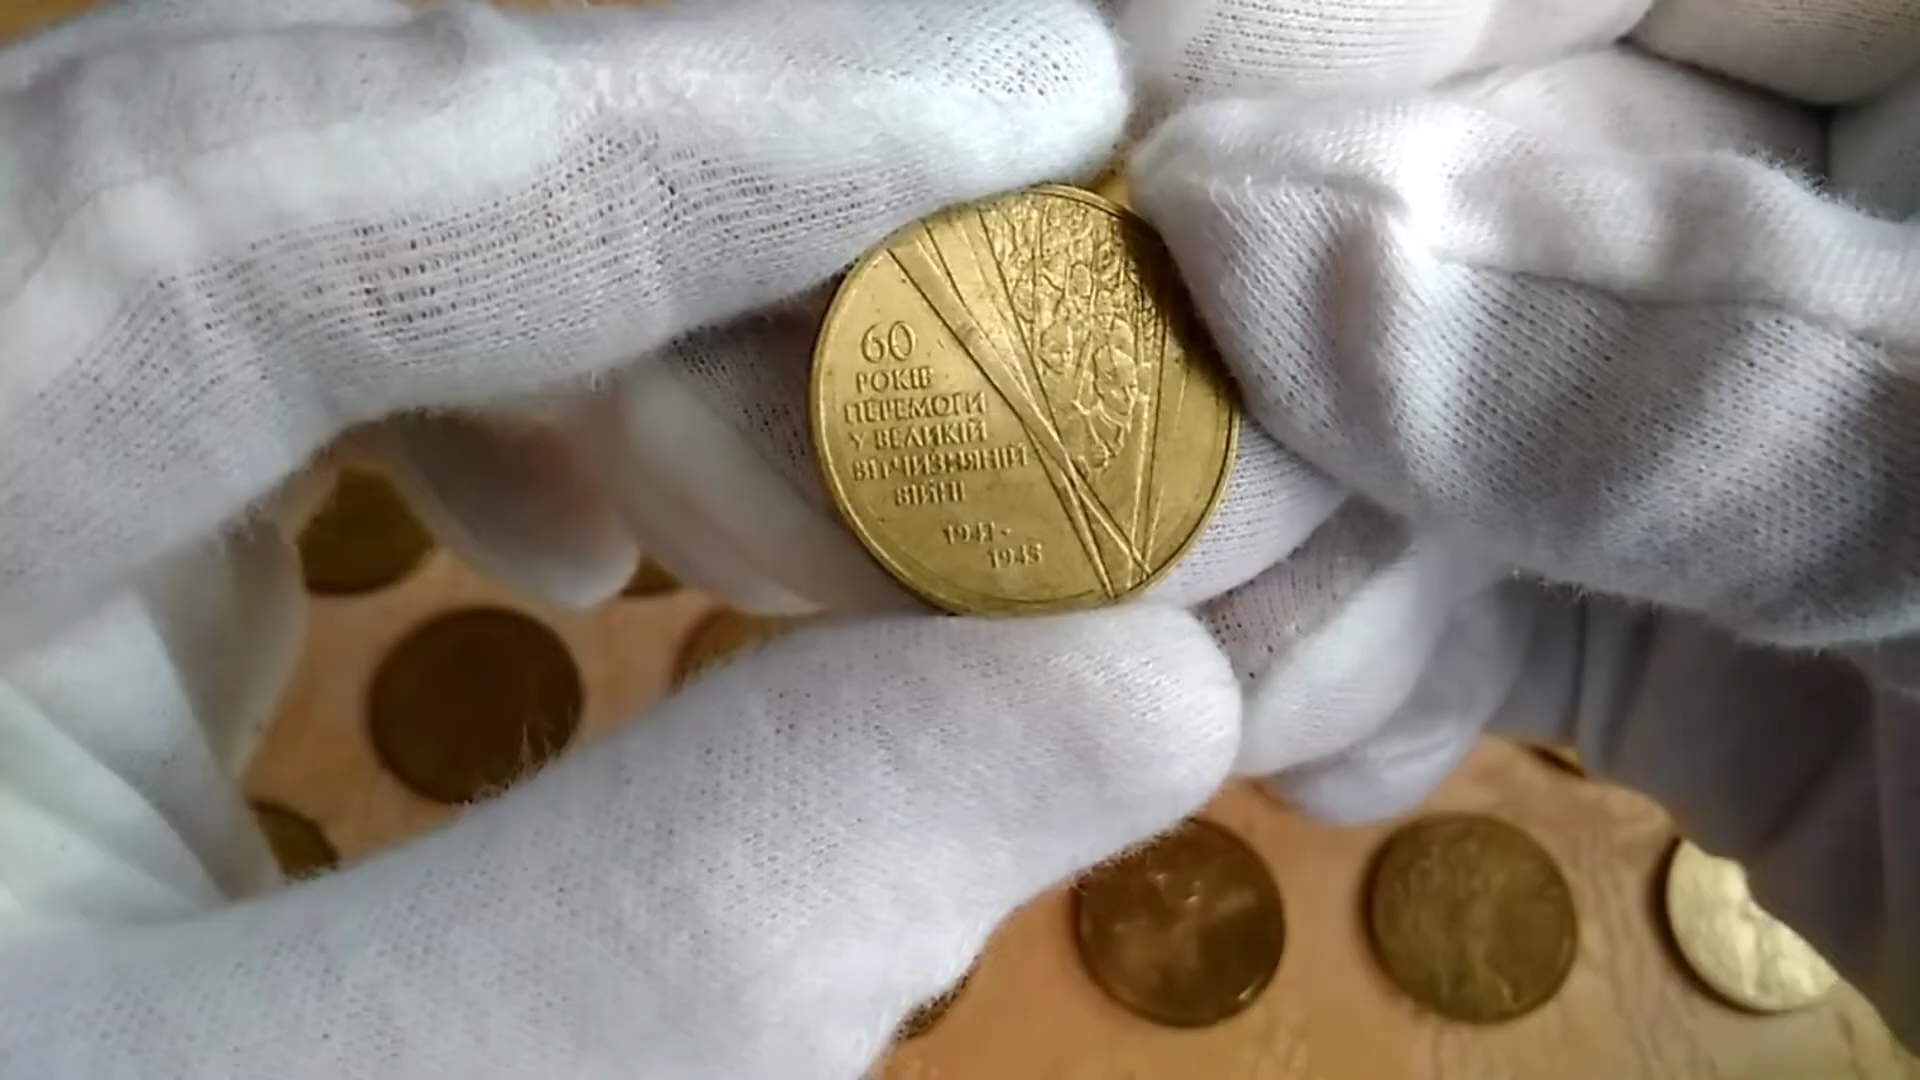 60
РОКІВ
ПЕРЕМОГИ
У ВЕЛИКІЙ
ВІТЧИЗНЯНІЙ
ВІЙНІ
1941-
1945